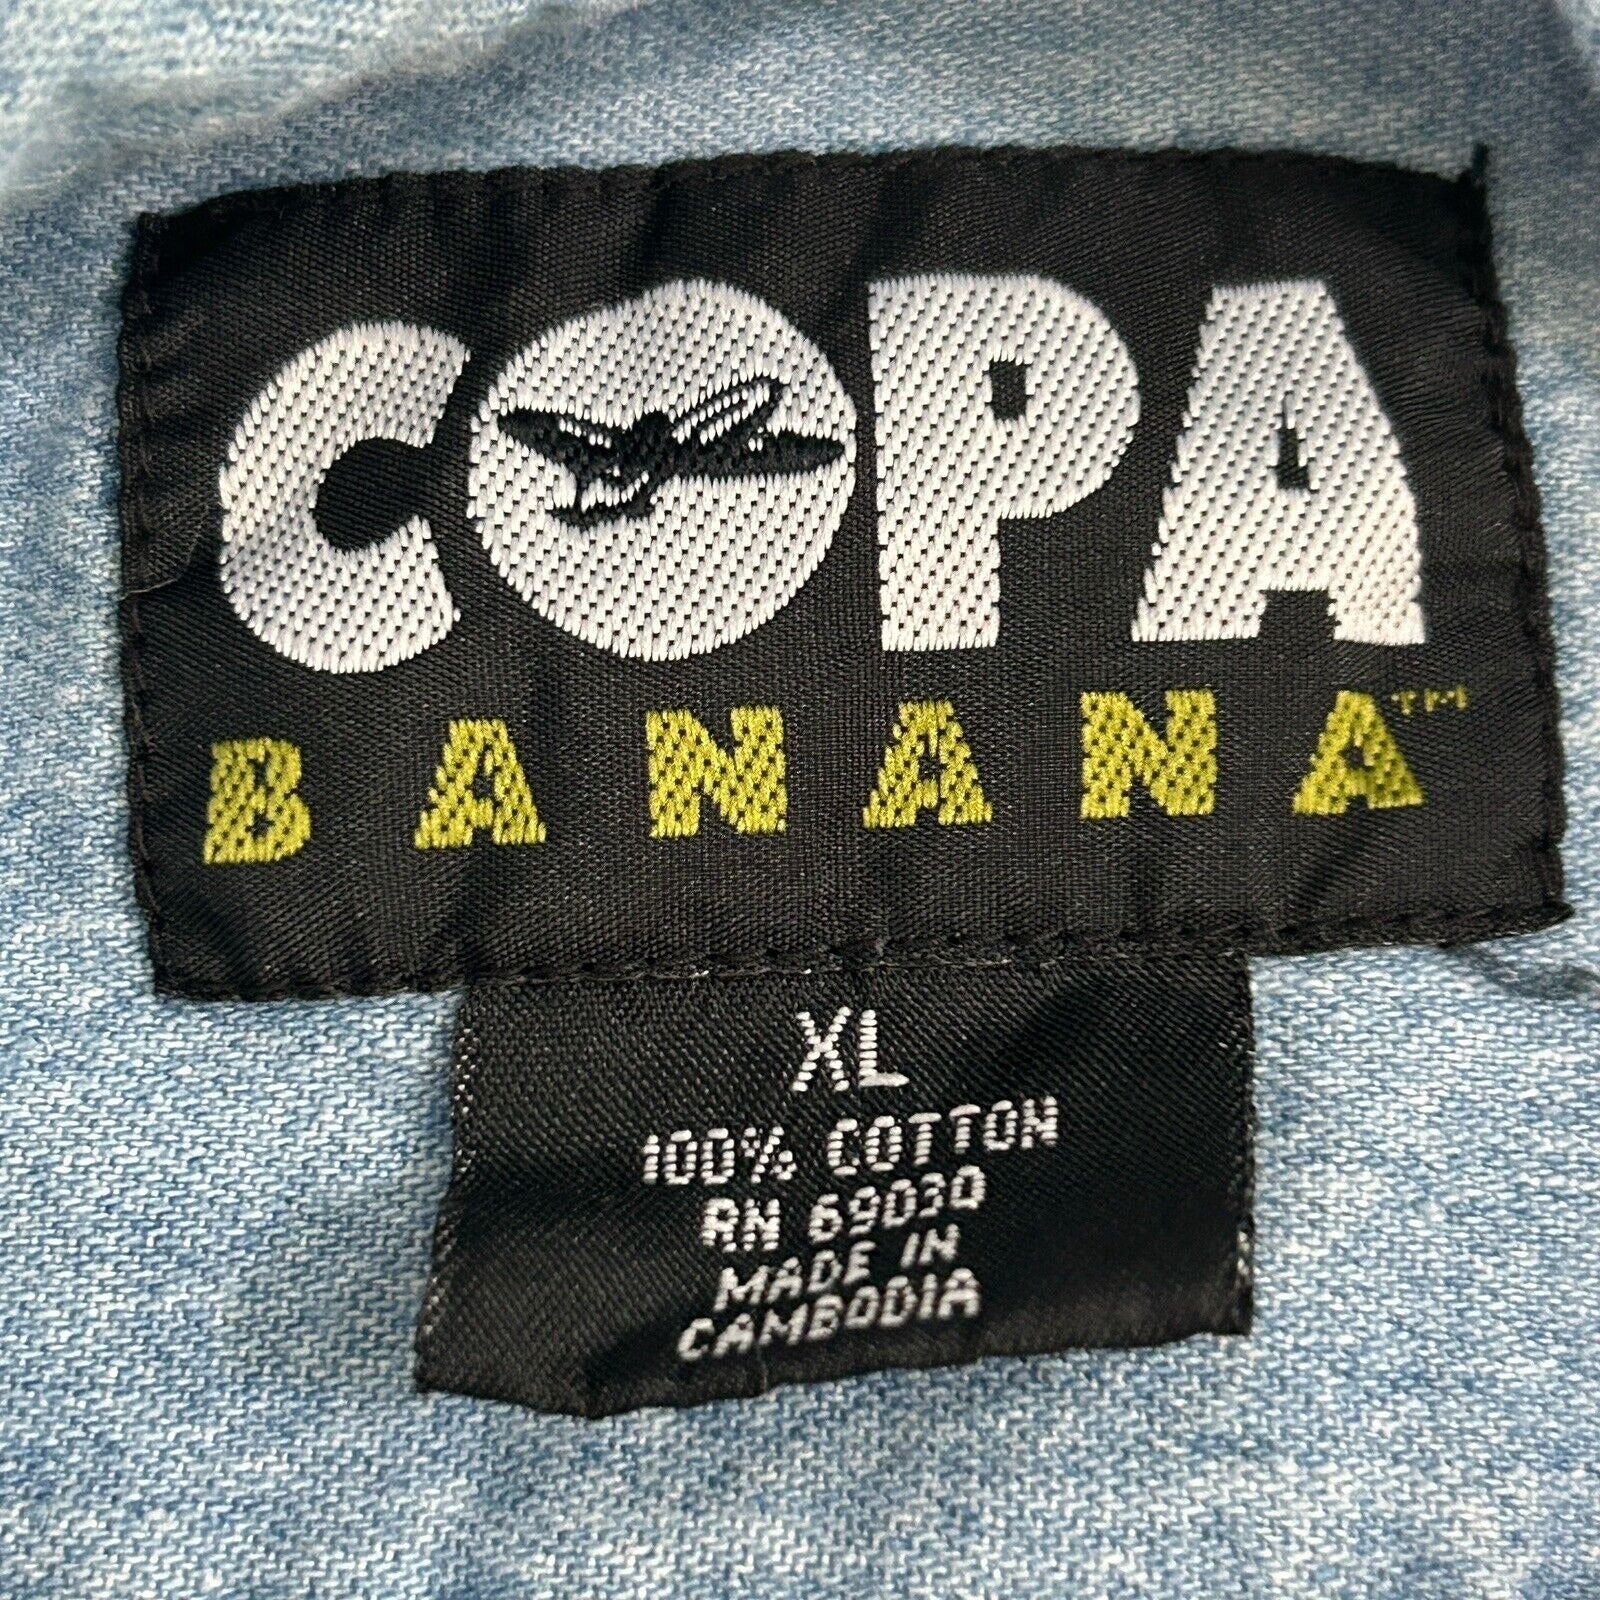 COPA
BANANA™
XL
100% COTTON
RN 69030
MADE IN
CAMBODIA